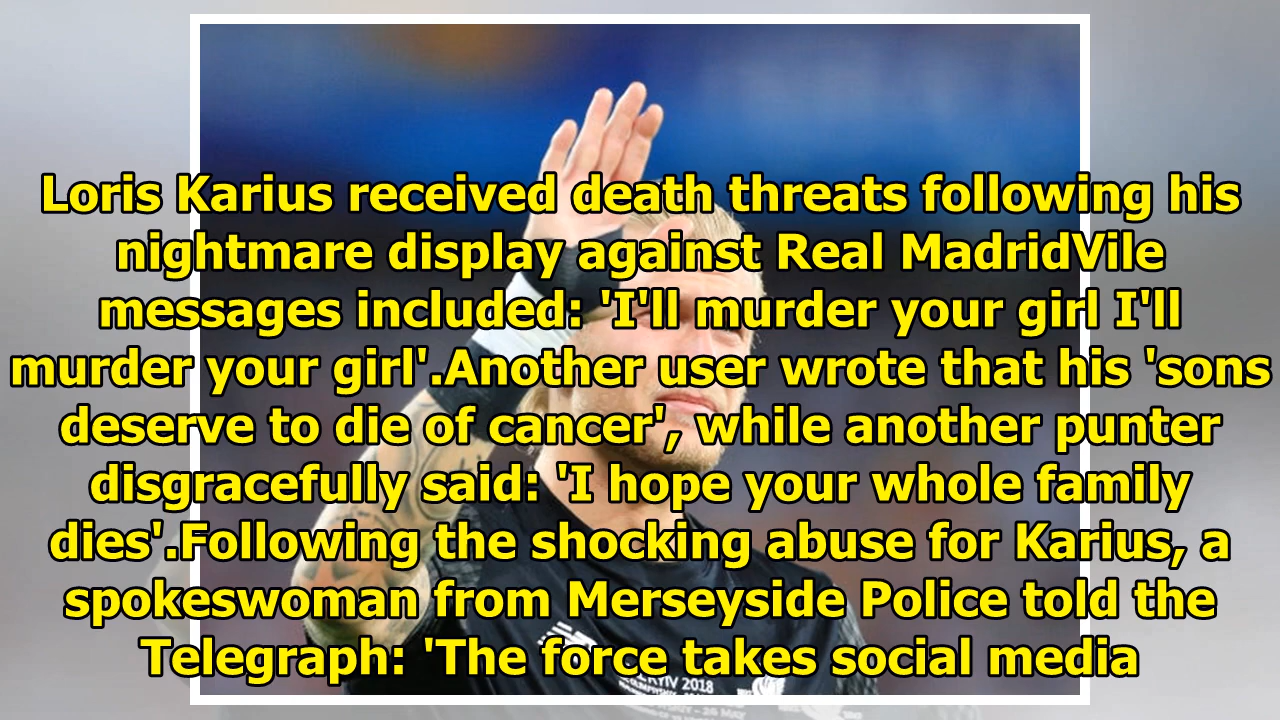 Loris Karius received death threats following his
nightmare display against Real MadridVile
messages included: 'I'll murder your girl I'll
murder your girl'.Another user wrote that his 'sons
deserve to die of cancer', while another punter
disgracefully said: 'I hope your whole family
dies'.Following the shocking abuse for Karius, a
spokeswoman from Merseyside Police told the
Telegraph: 'The force takes social media
KYIV 2018